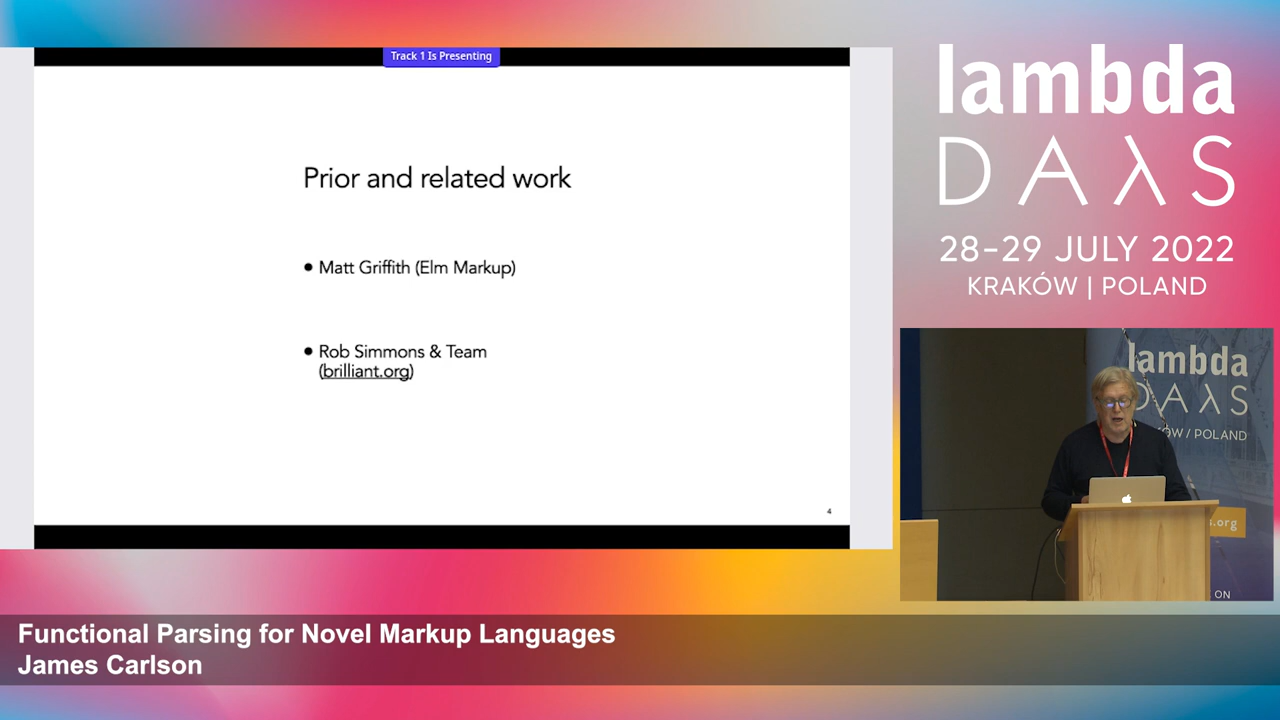 Track 1 Is Presenting
Prior and related work
• Matt Griffith (Elm Markup)
• Rob Simmons & Team
(brilliant.org)
4
lambda
DAλS
28-29 JULY 2022
KRAKÓW | POLAND
lambda
DAλS
ÓW / POLAND
s.org
ON
Functional Parsing for Novel Markup Languages
James Carlson